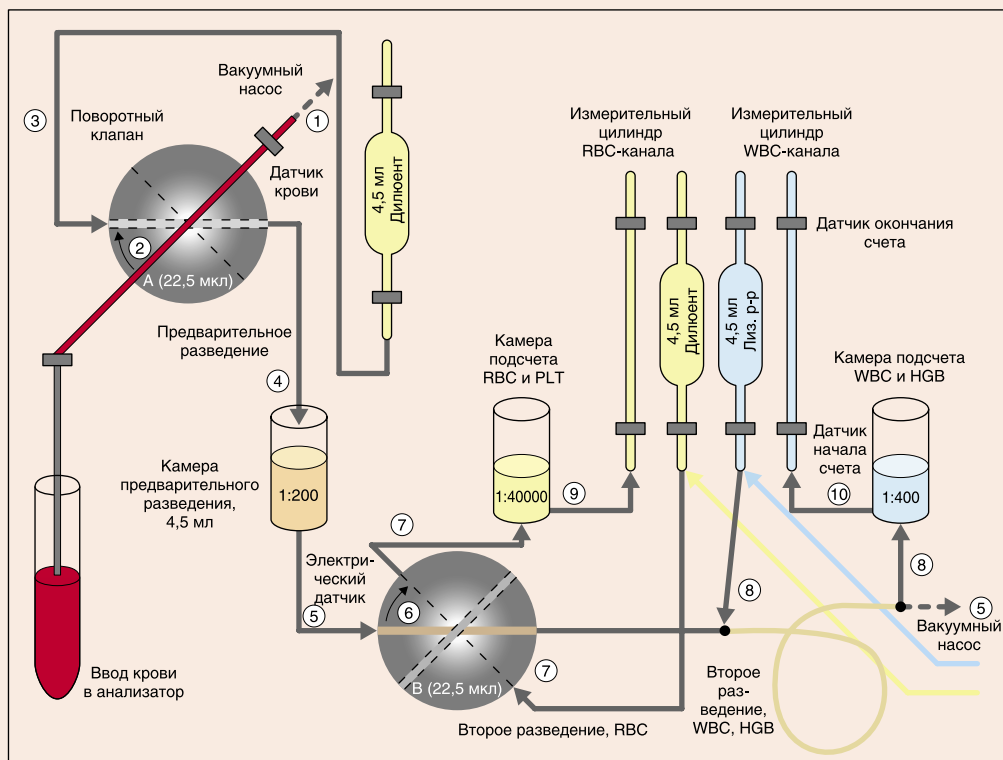 Вакуумный
насос
1
3
Поворотный
клапан
Датчик
крови
2
А (22,5 мкл)
4,5 мл
Дилюент
Измерительный
цилиндр
RBC-канала
Измерительный
цилиндр
WBC-канала
Датчик окончания
счета
4,5 мл
Дилюент
4,5 мл
Лиз. р-р
Предварительное
разведение
4
Камера
подсчета
RBC и PLT
Камера подсчета
WBC и HGB
Датчик
начала
счета
Камера
предварительного
разведения,
4,5 мл
1:200
1:40000
9
10
1:400
7
Электри-
ческий
датчик
5
6
8
8
5
Вакуумный
насос
7
В (22,5 мкл)
Ввод крови
в анализатор
Второе разведение, RBC
Второе
раз-
ведение,
WBC, HGB